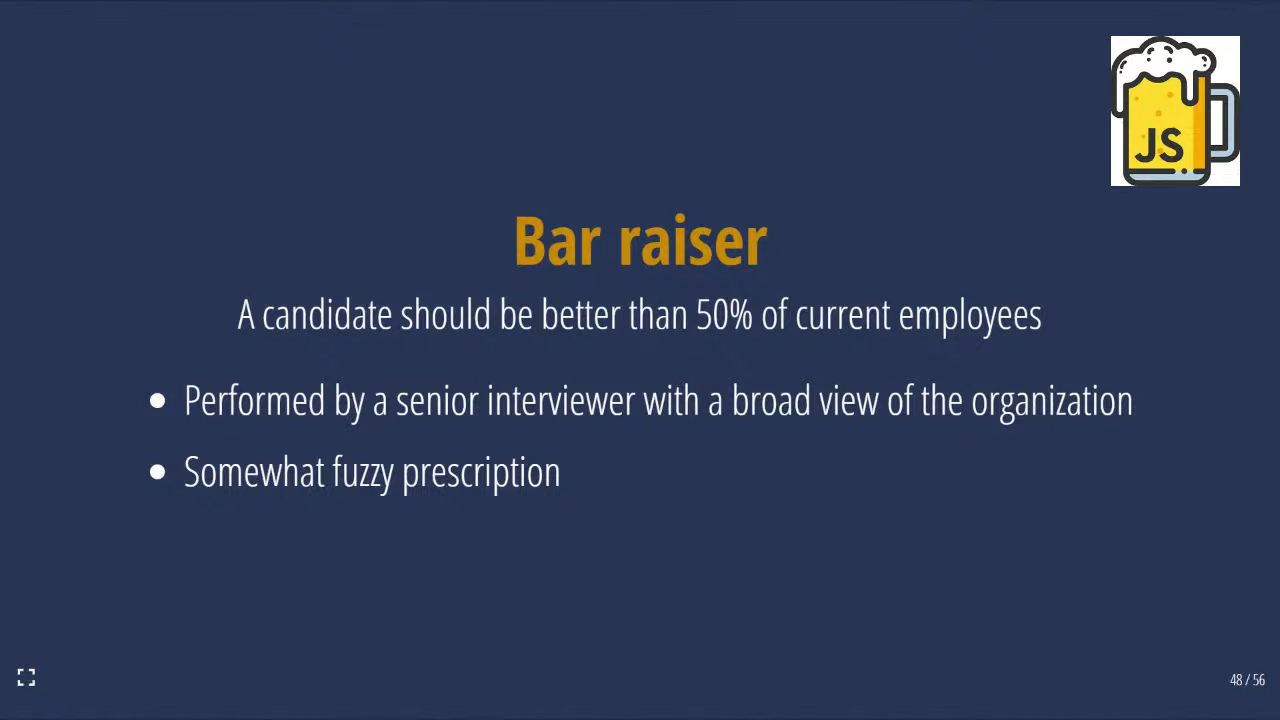 JS
Bar raiser
A candidate should be better than 50% of current employees
Performed by a senior interviewer with a broad view of the organization
Somewhat fuzzy prescription
48 / 56